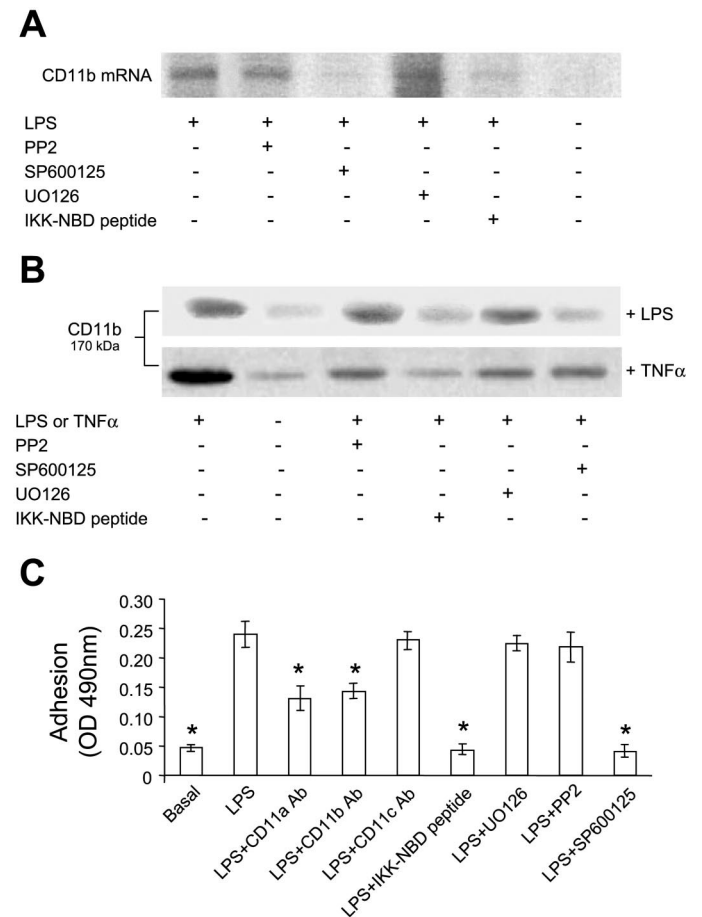 A
CD11b mRNA
LPS + + + + + -
PP2 - + - - - -
SP600125 - - + - - -
UO126 - - - + - -
IKK-NBD peptide - - - - + -
B
CD11b
170 kDa
+ LPS
+ TNFα
LPS or TNFα + - + + + +
PP2 - - + - - -
SP600125 - - - - - +
UO126 - - - - + -
IKK-NBD peptide - - - + - -
C
Adhesion
(OD 490nm)
0.30
0.25
0.20
0.15
0.10
0.05
0
* * * * *
Basal
LPS
LPS+CD11a Ab
LPS+CD11b Ab
LPS+CD11c Ab
LPS+IKK-NBD peptide
LPS+UO126
LPS+PP2
LPS+SP600125